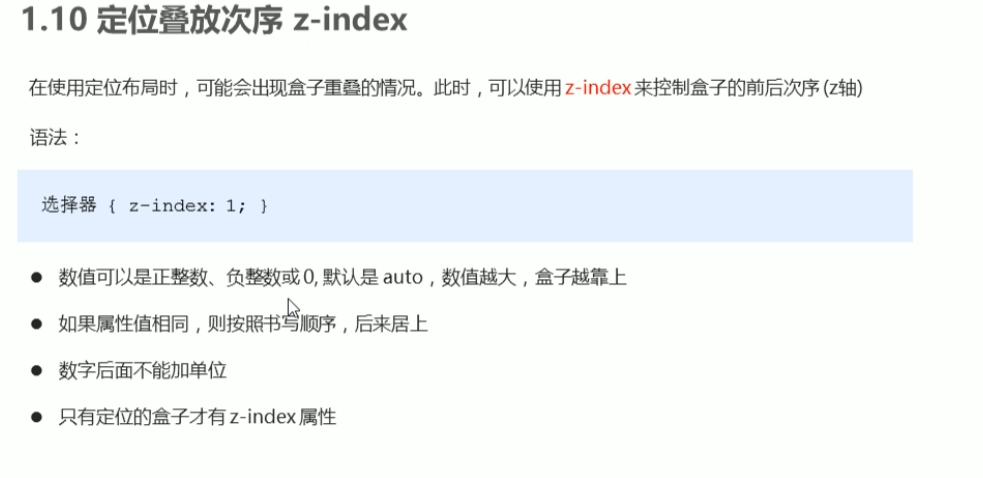 1.10 定位叠放次序 z-index
在使用定位布局时，可能会出现盒子重叠的情况。此时，可以使用 z-index 来控制盒子的前后次序 (z轴)
语法：
选择器 { z-index: 1; }
● 数值可以是正整数、负整数或 0, 默认是 auto，数值越大，盒子越靠上
● 如果属性值相同，则按照书写顺序，后来居上
● 数字后面不能加单位
● 只有定位的盒子才有 z-index 属性